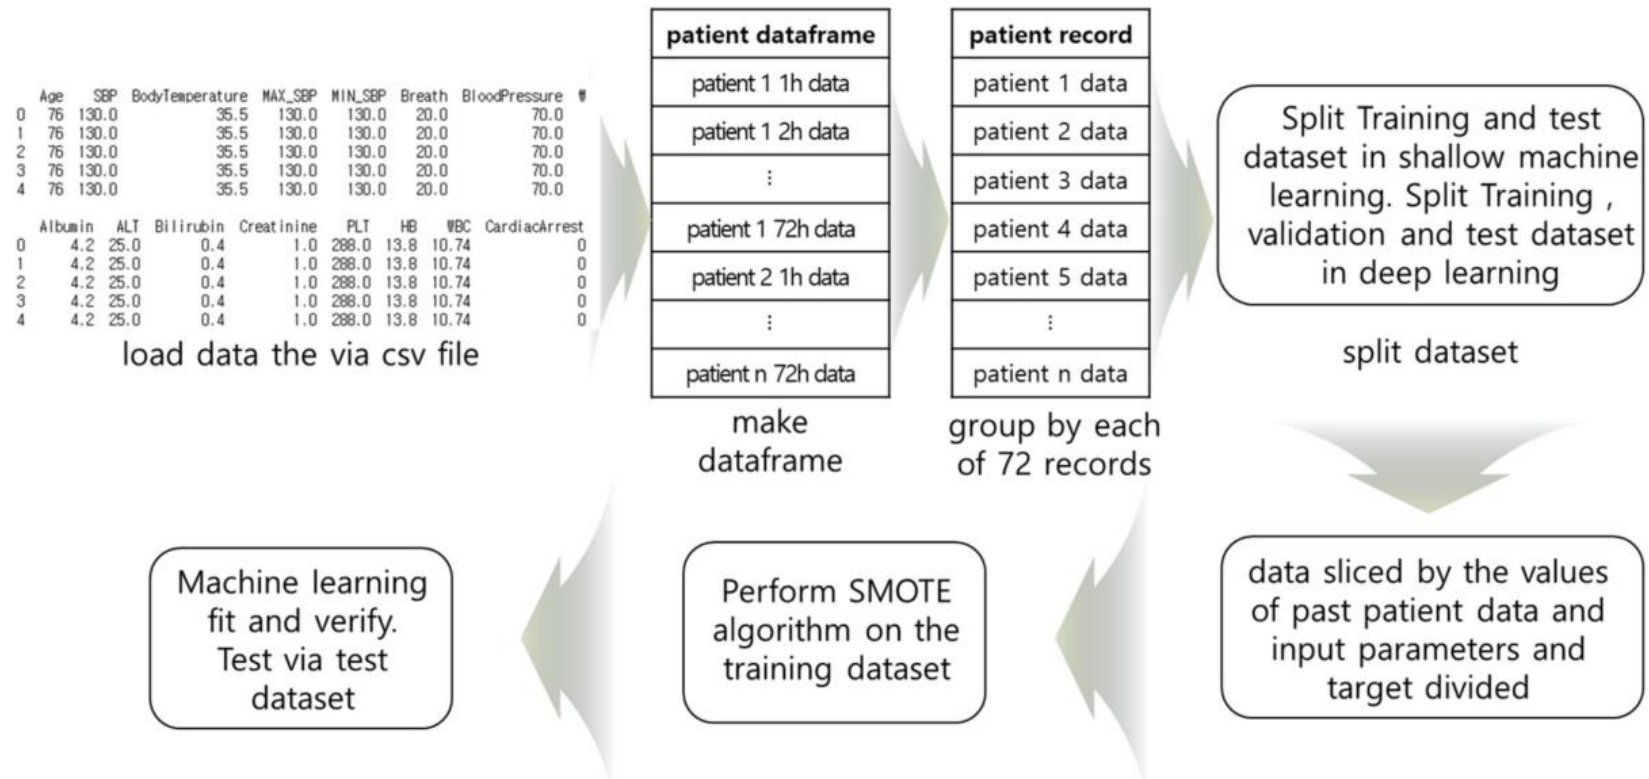 Age SBP BodyTemperature MAX_SBP MIN_SBP Breath BloodPressure
0 76 130.0 35.5 130.0 130.0 20.0 70.0
1 76 130.0 35.5 130.0 130.0 20.0 70.0
2 76 130.0 35.5 130.0 130.0 20.0 70.0
3 76 130.0 35.5 130.0 130.0 20.0 70.0
4 76 130.0 35.5 130.0 130.0 20.0 70.0
Albumin ALT Bilirubin Creatinine PLT HB WBC CardiacArrest
0 4.2 25.0 0.4 1.0 288.0 13.8 10.74 0
1 4.2 25.0 0.4 1.0 288.0 13.8 10.74 0
2 4.2 25.0 0.4 1.0 288.0 13.8 10.74 0
3 4.2 25.0 0.4 1.0 288.0 13.8 10.74 0
4 4.2 25.0 0.4 1.0 288.0 13.8 10.74 0
load data the via csv file
patient dataframe
patient 1 1h data
patient 1 2h data
⋮
patient 1 72h data
patient 2 1h data
⋮
patient n 72h data
make
dataframe
patient record
patient 1 data
patient 2 data
patient 3 data
patient 4 data
patient 5 data
⋮
patient n data
group by each
of 72 records
Split Training and test
dataset in shallow machine
learning. Split Training ,
validation and test dataset
in deep learning
split dataset
data sliced by the values
of past patient data and
input parameters and
target divided
Perform SMOTE
algorithm on the
training dataset
Machine learning
fit and verify.
Test via test
dataset